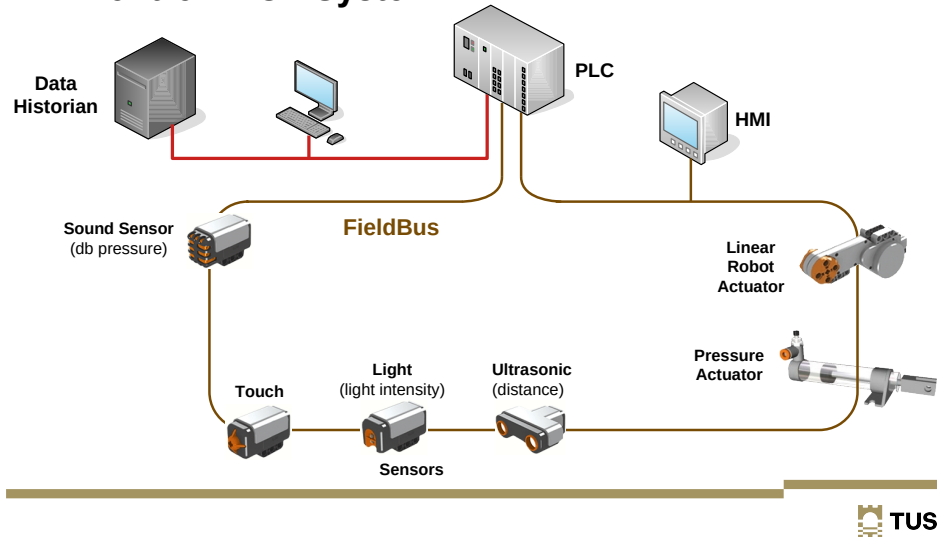 Data
Historian
PLC
HMI
Sound Sensor
(db pressure)
FieldBus
Linear
Robot
Actuator
Pressure
Actuator
Light
(light intensity)
Ultrasonic
(distance)
Touch
Sensors
TUS